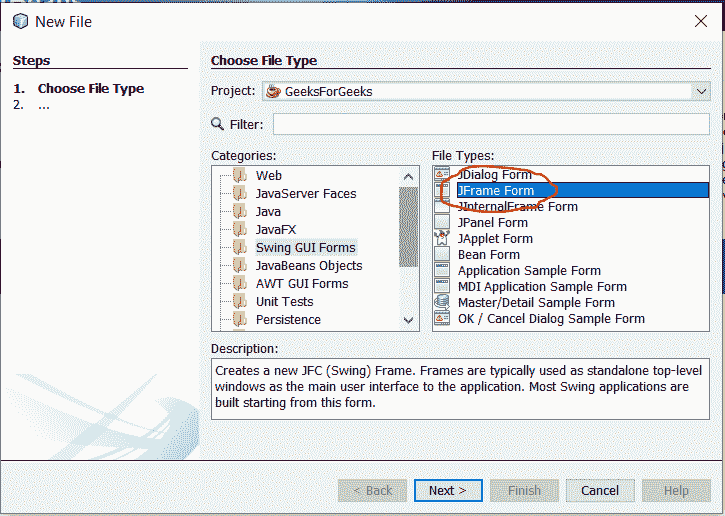 New File
Steps
1. Choose File Type
2. ...
Choose File Type
Project: GeeksForGeeks
Filter:
Categories:
Web
JavaServer Faces
Java
JavaFX
Swing GUI Forms
JavaBeans Objects
AWT GUI Forms
Unit Tests
Persistence
File Types:
JDialog Form
JFrame Form
JInternalFrame Form
JPanel Form
JApplet Form
Bean Form
Application Sample Form
MDI Application Sample Form
Master/Detail Sample Form
OK / Cancel Dialog Sample Form
Description:
Creates a new JFC (Swing) Frame. Frames are typically used as standalone top-level
windows as the main user interface to the application. Most Swing applications are
built starting from this form.
< Back Next > Finish Cancel Help